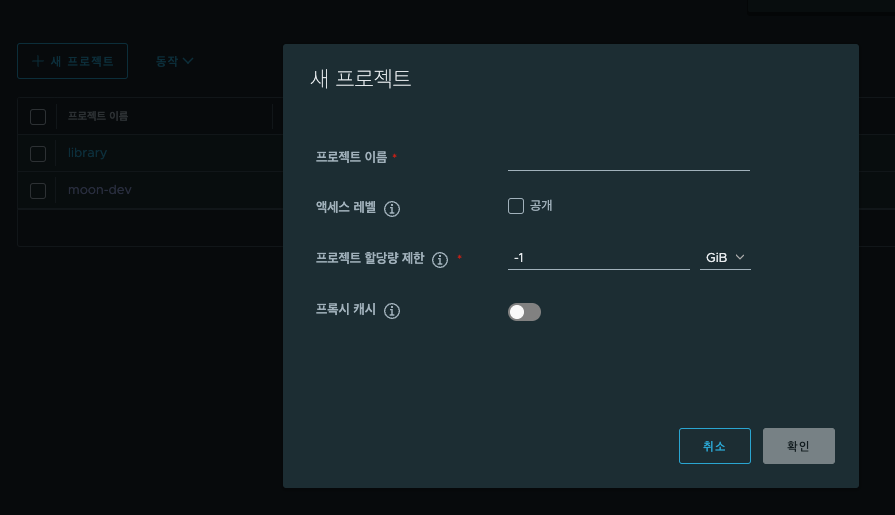 새 프로젝트
동작
새 프로젝트
프로젝트 이름
library
moon-dev
프로젝트 이름 *
액세스 레벨
공개
프로젝트 할당량 제한 *
-1 GiB
프록시 캐시
취소 확인